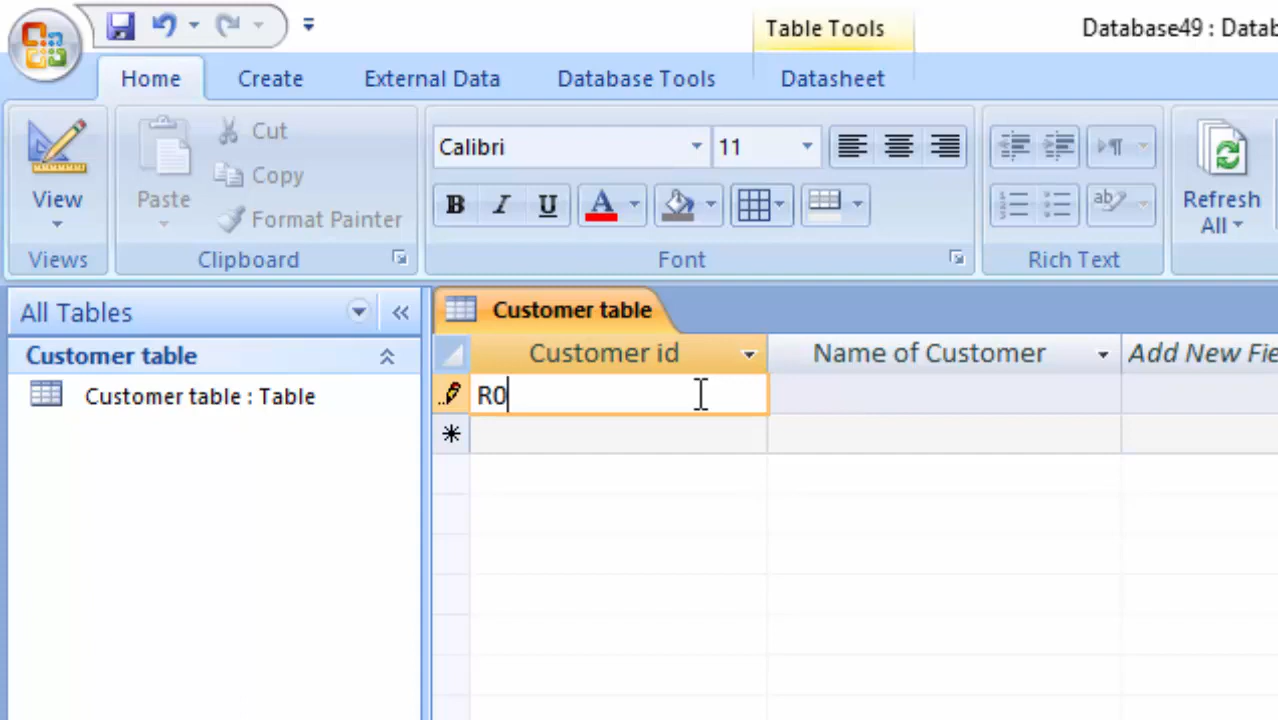 Table Tools
Database49 : Datab
Home
Create
External Data
Database Tools
Datasheet
View
Paste
Cut
Copy
Format Painter
Calibri
11
B I U A
ab
Refresh
All
Views
Clipboard
Font
Rich Text
All Tables
Customer table
Customer table : Table
Customer table
Customer id
Name of Customer
Add New Fie
R0